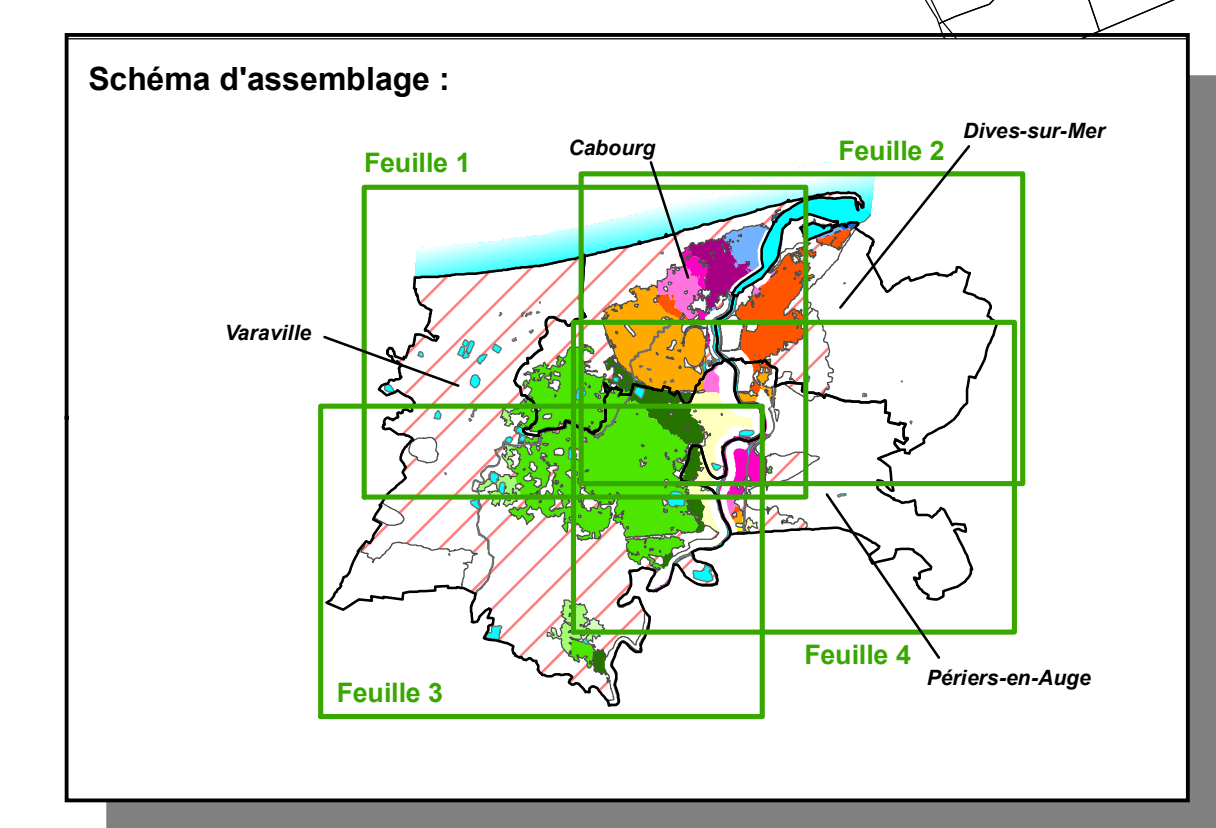 Schéma d'assemblage :
Dives-sur-Mer
Cabourg
Feuille 2
Feuille 1
Varaville
Feuille 4
Périers-en-Auge
Feuille 3